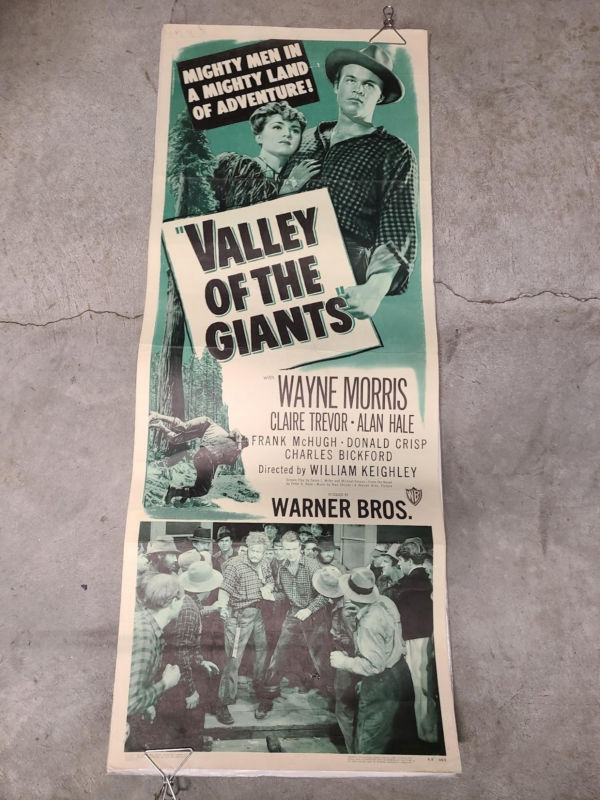 MIGHTY MEN IN
A MIGHTY LAND
OF ADVENTURE!
"VALLEY
OF THE
GIANTS"
with
WAYNE MORRIS
CLAIRE TREVOR · ALAN HALE
FRANK McHUGH · DONALD CRISP
CHARLES BICKFORD
Directed by WILLIAM KEIGHLEY
WARNER BROS.
WB